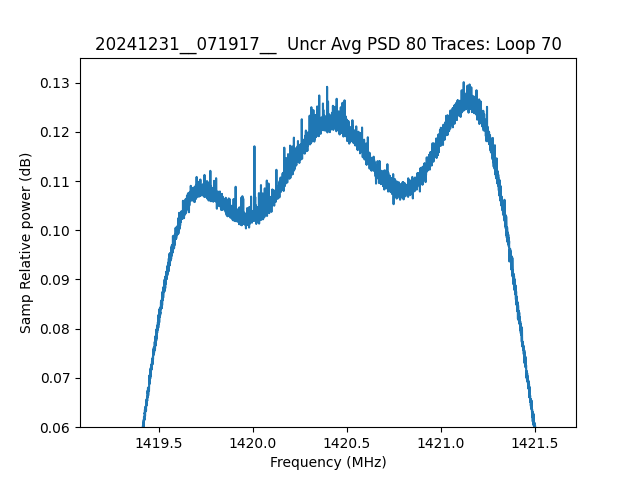 20241231__071917__  Uncr Avg PSD 80 Traces: Loop 70
0.13
0.12
0.11
0.10
0.09
0.08
0.07
0.06
Samp Relative power (dB)
1419.5 1420.0 1420.5 1421.0 1421.5
Frequency (MHz)